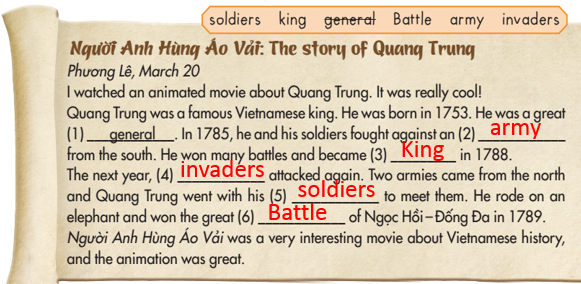 soldiers king general Battle army invaders
Người Anh Hùng Áo Vải: The story of Quang Trung
Phương Lê, March 20
I watched an animated movie about Quang Trung. It was really cool!
Quang Trung was a famous Vietnamese king. He was born in 1753. He was a great
(1) general. In 1785, he and his soldiers fought against an (2) army
from the south. He won many battles and became (3) King in 1788.
The next year, (4) invaders attacked again. Two armies came from the north
and Quang Trung went with his (5) soldiers to meet them. He rode on an
elephant and won the great (6) Battle of Ngọc Hồi – Đống Đa in 1789.
Người Anh Hùng Áo Vải was a very interesting movie about Vietnamese history,
and the animation was great.